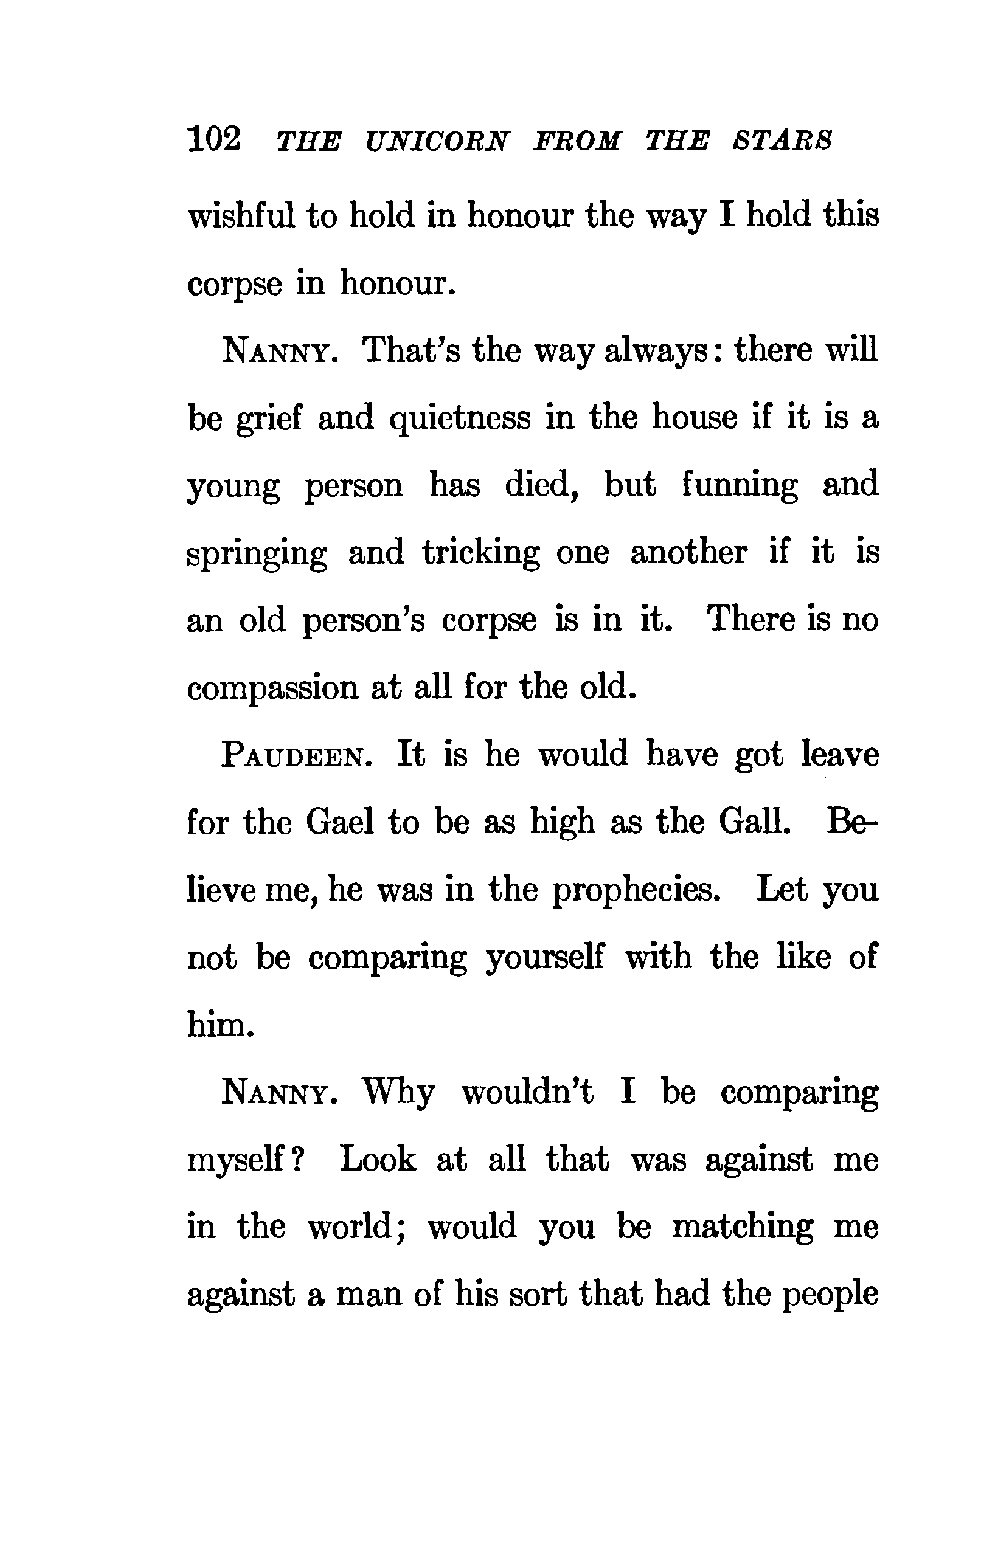 102 THE UNICORN FROM THE STARS
wishful to hold in honour the way I hold this
corpse in honour.
NANNY. That's the way always: there will
be grief and quietness in the house if it is a
young person has died, but funning and
springing and tricking one another if it is
an old person's corpse is in it. There is no
compassion at all for the old.
PAUDEEN. It is he would have got leave
for the Gael to be as high as the Gall. Be-
lieve me, he was in the prophecies. Let you
not be comparing yourself with the like of
him.
NANNY. Why wouldn't I be comparing
myself? Look at all that was against me
in the world; would you be matching me
against a man of his sort that had the people